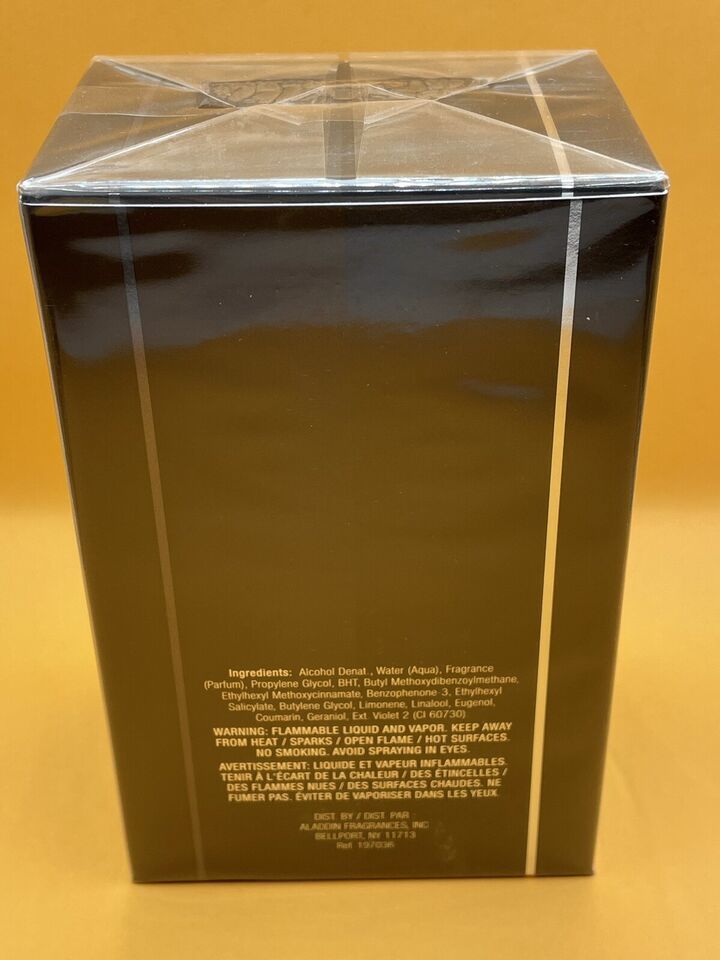 Ingredients: Alcohol Denat., Water (Aqua), Fragrance
(Parfum), Propylene Glycol, BHT, Butyl Methoxydibenzoylmethane,
Ethylhexyl Methoxycinnamate, Benzophenone-3, Ethylhexyl
Salicylate, Butylene Glycol, Limonene, Linalool, Eugenol,
Coumarin, Geraniol, Ext. Violet 2 (CI 60730)
WARNING: FLAMMABLE LIQUID AND VAPOR. KEEP AWAY
FROM HEAT / SPARKS / OPEN FLAME / HOT SURFACES.
NO SMOKING. AVOID SPRAYING IN EYES.
AVERTISSEMENT: LIQUIDE ET VAPEUR INFLAMMABLES.
TENIR À L'ÉCART DE LA CHALEUR / DES ÉTINCELLES /
DES FLAMMES NUES / DES SURFACES CHAUDES. NE
FUMER PAS. ÉVITER DE VAPORISER DANS LES YEUX.
DIST. BY / DIST. PAR :
ALADDIN FRAGRANCES, INC
BELLPORT, NY 11713
Ref. 197036